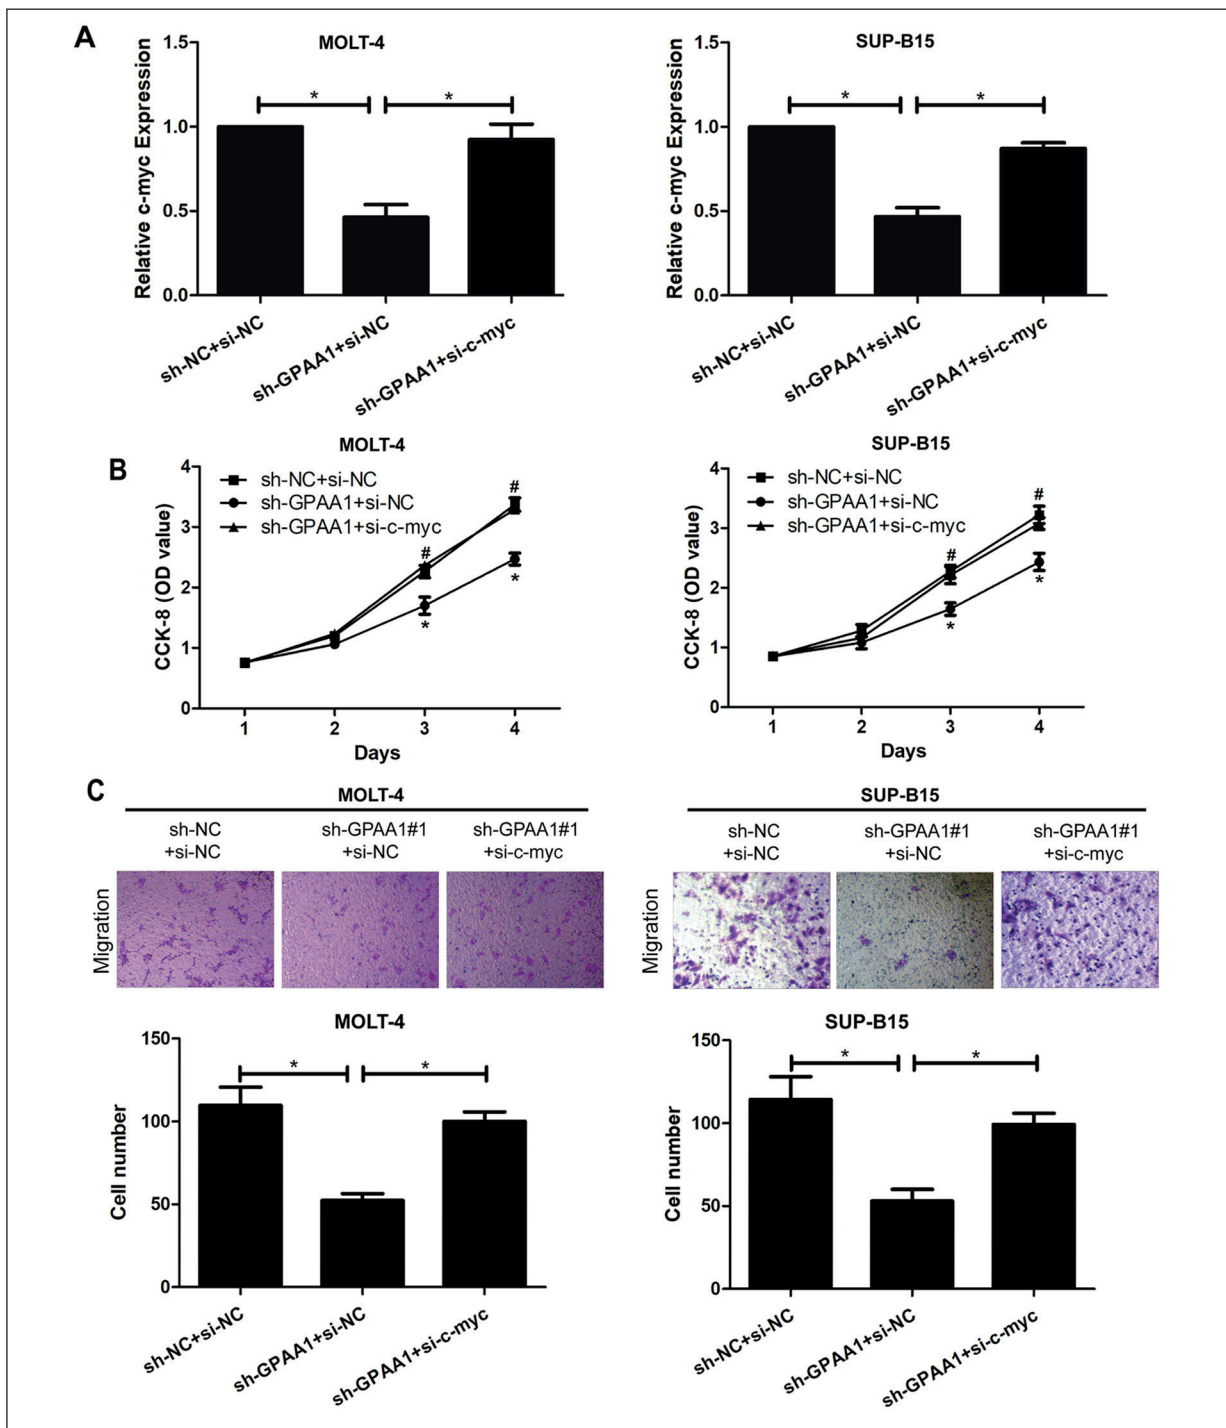 A
MOLT-4
Relative c-myc Expression
1.5
1.0
0.5
0.0
*
*
sh-NC+si-NC
sh-GPAA1+si-NC
sh-GPAA1+si-c-myc
SUP-B15
Relative c-myc Expression
1.5
1.0
0.5
0.0
*
*
sh-NC+si-NC
sh-GPAA1+si-NC
sh-GPAA1+si-c-myc
B
MOLT-4
CCK-8 (OD value)
4
3
2
1
0
sh-NC+si-NC
sh-GPAA1+si-NC
sh-GPAA1+si-c-myc
#
#
*
*
1 2 3 4
Days
SUP-B15
CCK-8 (OD value)
4
3
2
1
0
sh-NC+si-NC
sh-GPAA1+si-NC
sh-GPAA1+si-c-myc
#
#
*
*
1 2 3 4
Days
C
MOLT-4
sh-NC
+si-NC
sh-GPAA1#1
+si-NC
sh-GPAA1#1
+si-c-myc
Migration
SUP-B15
sh-NC
+si-NC
sh-GPAA1#1
+si-NC
sh-GPAA1#1
+si-c-myc
Migration
MOLT-4
Cell number
150
100
50
0
*
*
sh-NC+si-NC
sh-GPAA1+si-NC
sh-GPAA1+si-c-myc
SUP-B15
Cell number
150
100
50
0
*
*
sh-NC+si-NC
sh-GPAA1+si-NC
sh-GPAA1+si-c-myc